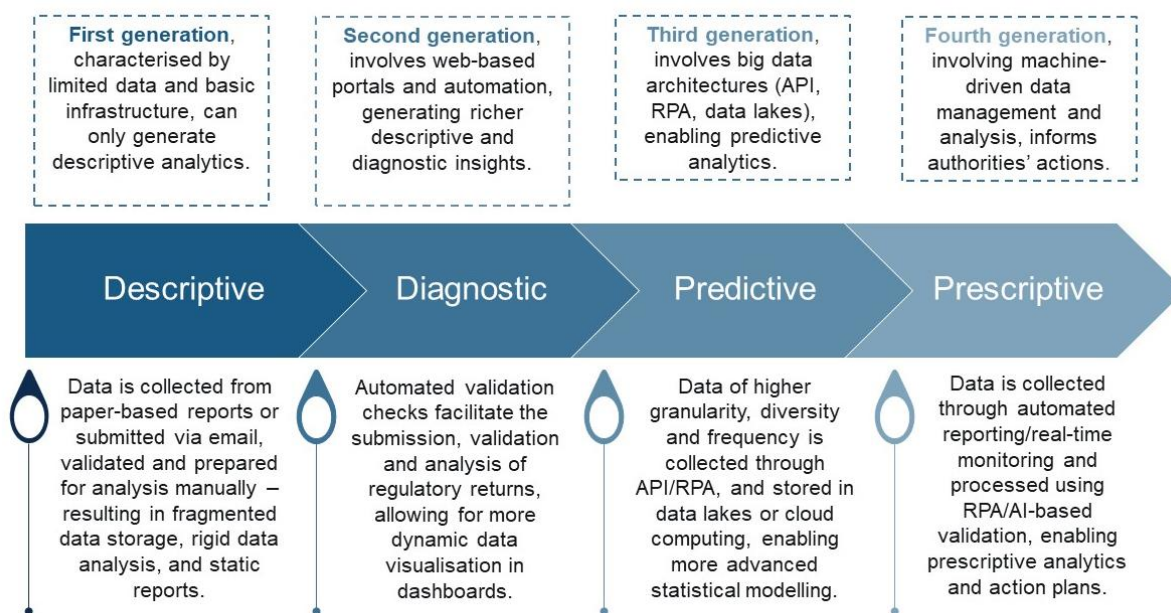 First generation,
characterised by
limited data and basic
infrastructure, can
only generate
descriptive analytics.
Second generation,
involves web-based
portals and automation,
generating richer
descriptive and
diagnostic insights.
Third generation,
involves big data
architectures (API,
RPA, data lakes),
enabling predictive
analytics.
Fourth generation,
involving machine-
driven data
management and
analysis, informs
authorities’ actions.
Descriptive
Diagnostic
Predictive
Prescriptive
Data is collected from
paper-based reports or
submitted via email,
validated and prepared
for analysis manually –
resulting in fragmented
data storage, rigid data
analysis, and static
reports.
Automated validation
checks facilitate the
submission, validation
and analysis of
regulatory returns,
allowing for more
dynamic data
visualisation in
dashboards.
Data of higher
granularity, diversity
and frequency is
collected through
API/RPA, and stored in
data lakes or cloud
computing, enabling
more advanced
statistical modelling.
Data is collected
through automated
reporting/real-time
monitoring and
processed using
RPA/AI-based
validation, enabling
prescriptive analytics
and action plans.